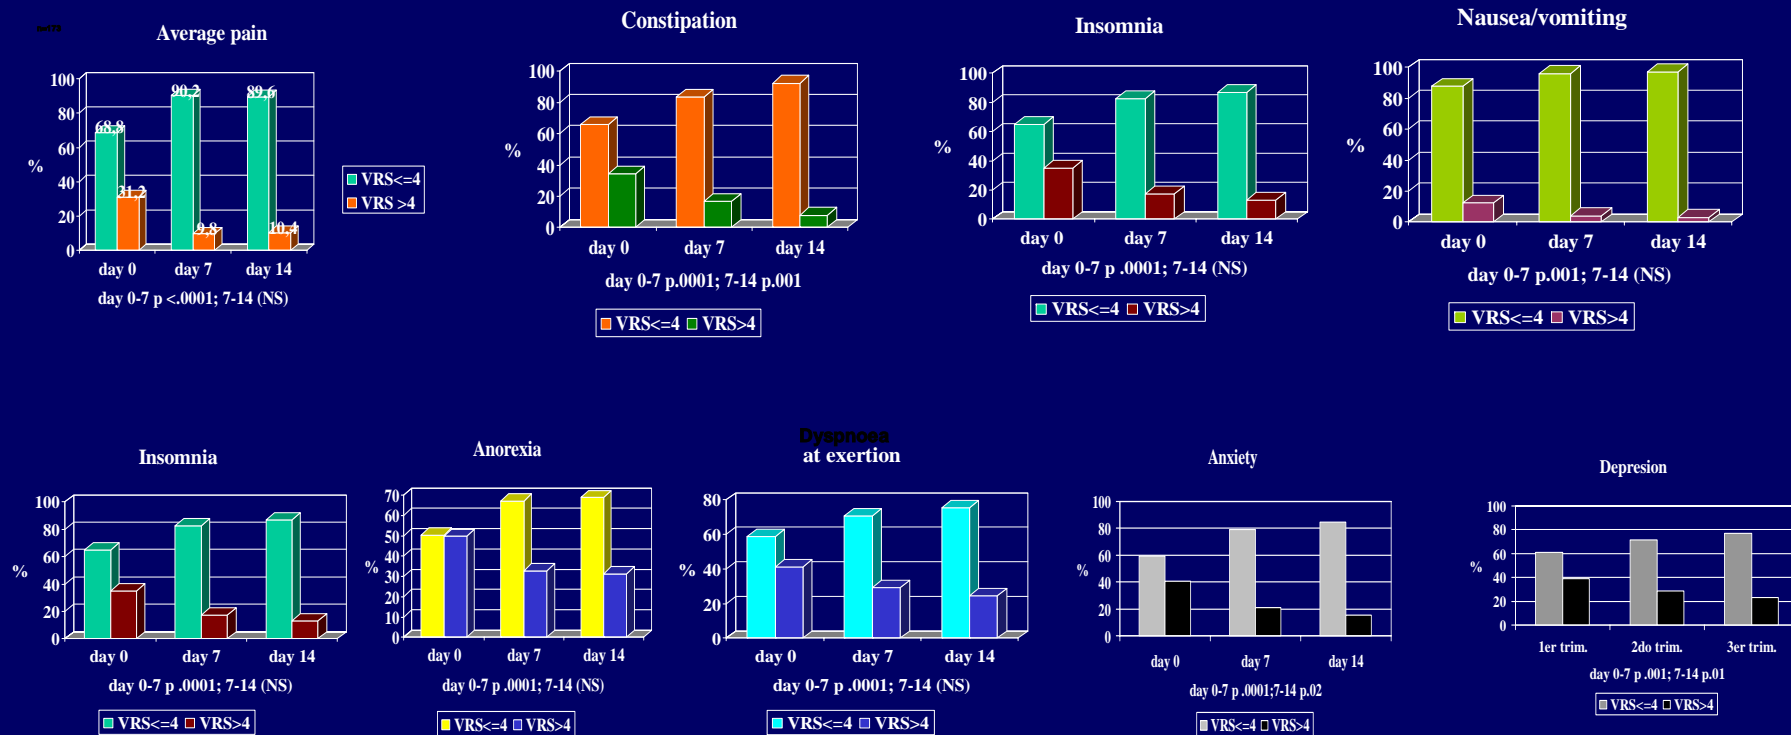 Average pain
100
80
60
40
20
0
%
68,8
31,2
90,2
9,8
89,6
10,4
day 0 day 7 day 14
day 0-7 p <.0001; 7-14 (NS)
VRS<=4
VRS >4
Constipation
100
80
60
40
20
0
%
day 0 day 7 day 14
day 0-7 p.0001; 7-14 p.001
VRS<=4 VRS>4
Insomnia
100
80
60
40
20
0
%
day 0 day 7 day 14
day 0-7 p .0001; 7-14 (NS)
VRS<=4 VRS>4
Nausea/vomiting
100
80
60
40
20
0
%
day 0 day 7 day 14
day 0-7 p.001; 7-14 (NS)
VRS<=4 VRS>4
Insomnia
100
80
60
40
20
0
%
day 0 day 7 day 14
day 0-7 p .0001; 7-14 (NS)
VRS<=4 VRS>4
Anorexia
70
60
50
40
30
20
10
0
%
day 0 day 7 day 14
day 0-7 p .0001; 7-14 (NS)
VRS<=4 VRS>4
Dyspnoea
at exertion
80
60
40
20
0
%
day 0 day 7 day 14
day 0-7 p .0001; 7-14 (NS)
VRS<=4 VRS>4
Anxiety
100
80
60
40
20
0
%
day 0 day 7 day 14
day 0-7 p .0001;7-14 p.02
VRS<=4 VRS>4
Depresion
100
80
60
40
20
0
%
1er trim. 2do trim. 3er trim.
day 0-7 p .001; 7-14 p.01
VRS<=4 VRS>4